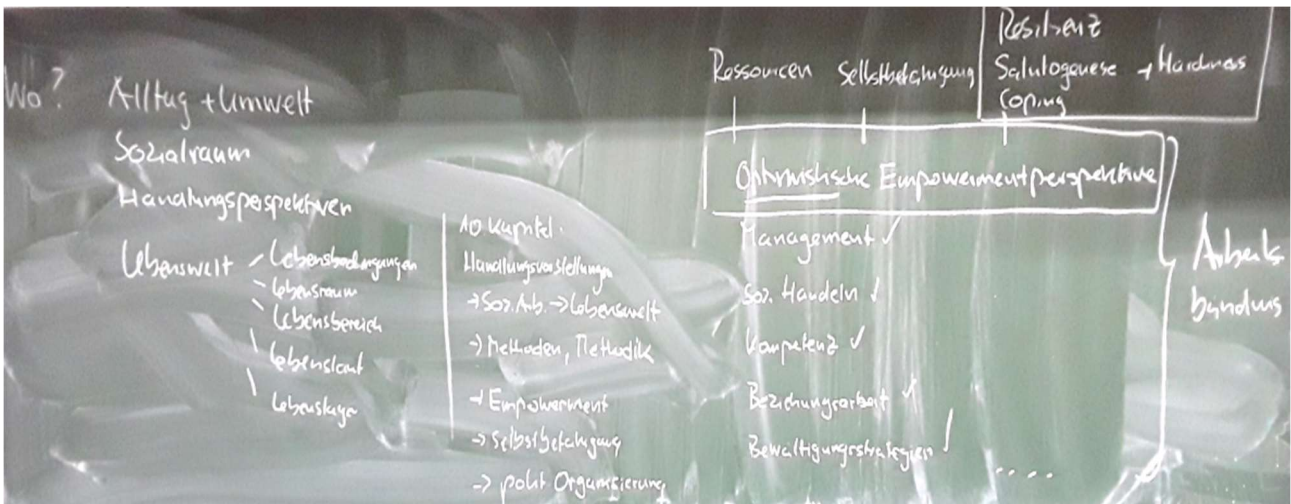 Wo?
Alltag + Umwelt
Sozialraum
Handlungsperspektiven
Lebenswelt
Lebensbedingungen
Lebensraum
Lebensbereich
Lebenslauf
Lebenslage
10 Kapitel.
Handlungsvorstellungen
→ Soz. Arb. → Lebenswelt
→ Methoden, Methodik
→ Empowerment
→ Selbstbefähigung
→ polit Organisierung
Ressourcen
Selbstbefähigung
Resilienz
Salutogenese → Hardiness
Coping
Optimistische Empowermentperspektive
Management ✓
Soz. Handeln ✓
Kompetenz ✓
Beziehungsarbeit ✓
Bewältigungsstrategien ✓
....
Arbeits
bündnis